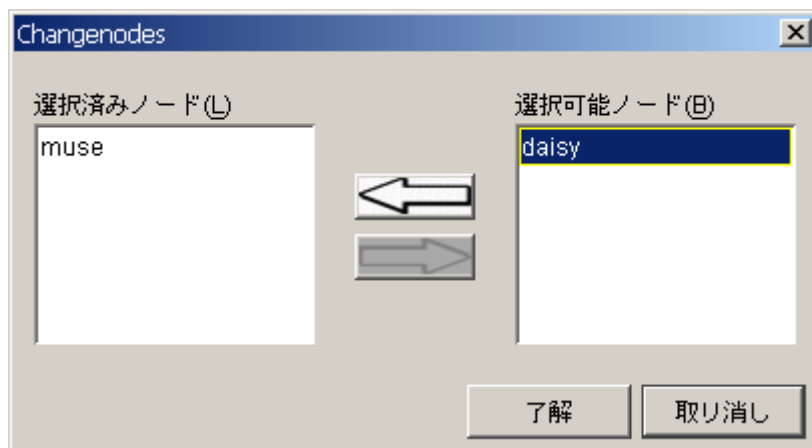 Changenodes
選択済みノード(L)
選択可能ノード(B)
muse
daisy
了解
取り消し